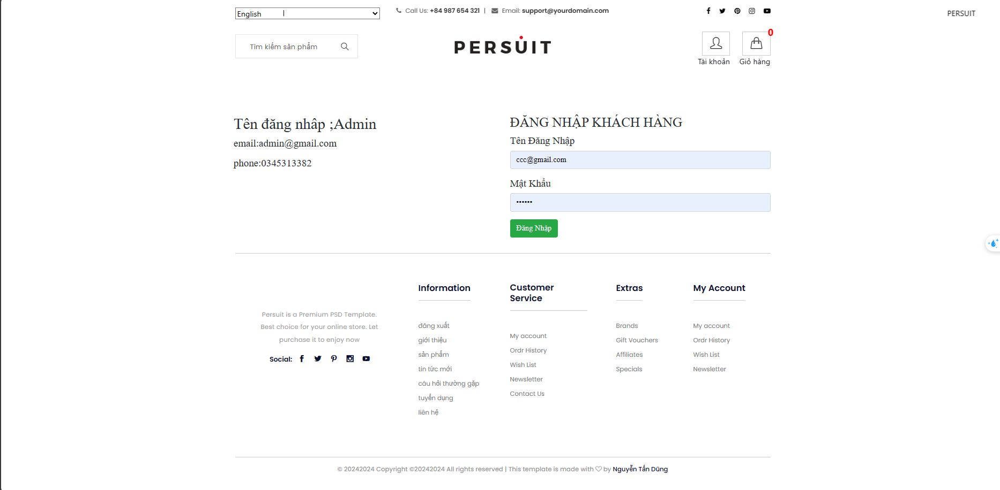 English
Call Us: +84 987 654 321 | Email: support@yourdomain.com
PERSUIT
Tìm kiếm sản phẩm
PERSUIT
0
Tài khoản
Giỏ hàng
Tên đăng nhâp ;Admin
email:admin@gmail.com
phone:0345313382
ĐĂNG NHẬP KHÁCH HÀNG
Tên Đăng Nhập
ccc@gmail.com
Mật Khẩu
••••••
Đăng Nhập
Persuit is a Premium PSD Template.
Best choice for your online store. Let
purchase it to enjoy now
Social:
Information
đăng xuất
giới thiệu
sản phẩm
tin tức mới
câu hỏi thường gặp
tuyển dụng
liên hệ
Customer
Service
My account
Ordr History
Wish List
Newsletter
Contact Us
Extras
Brands
Gift Vouchers
Affiliates
Specials
My Account
My account
Ordr History
Wish List
Newsletter
© 20242024 Copyright ©20242024 All rights reserved | This template is made with ♡ by Nguyễn Tấn Dũng